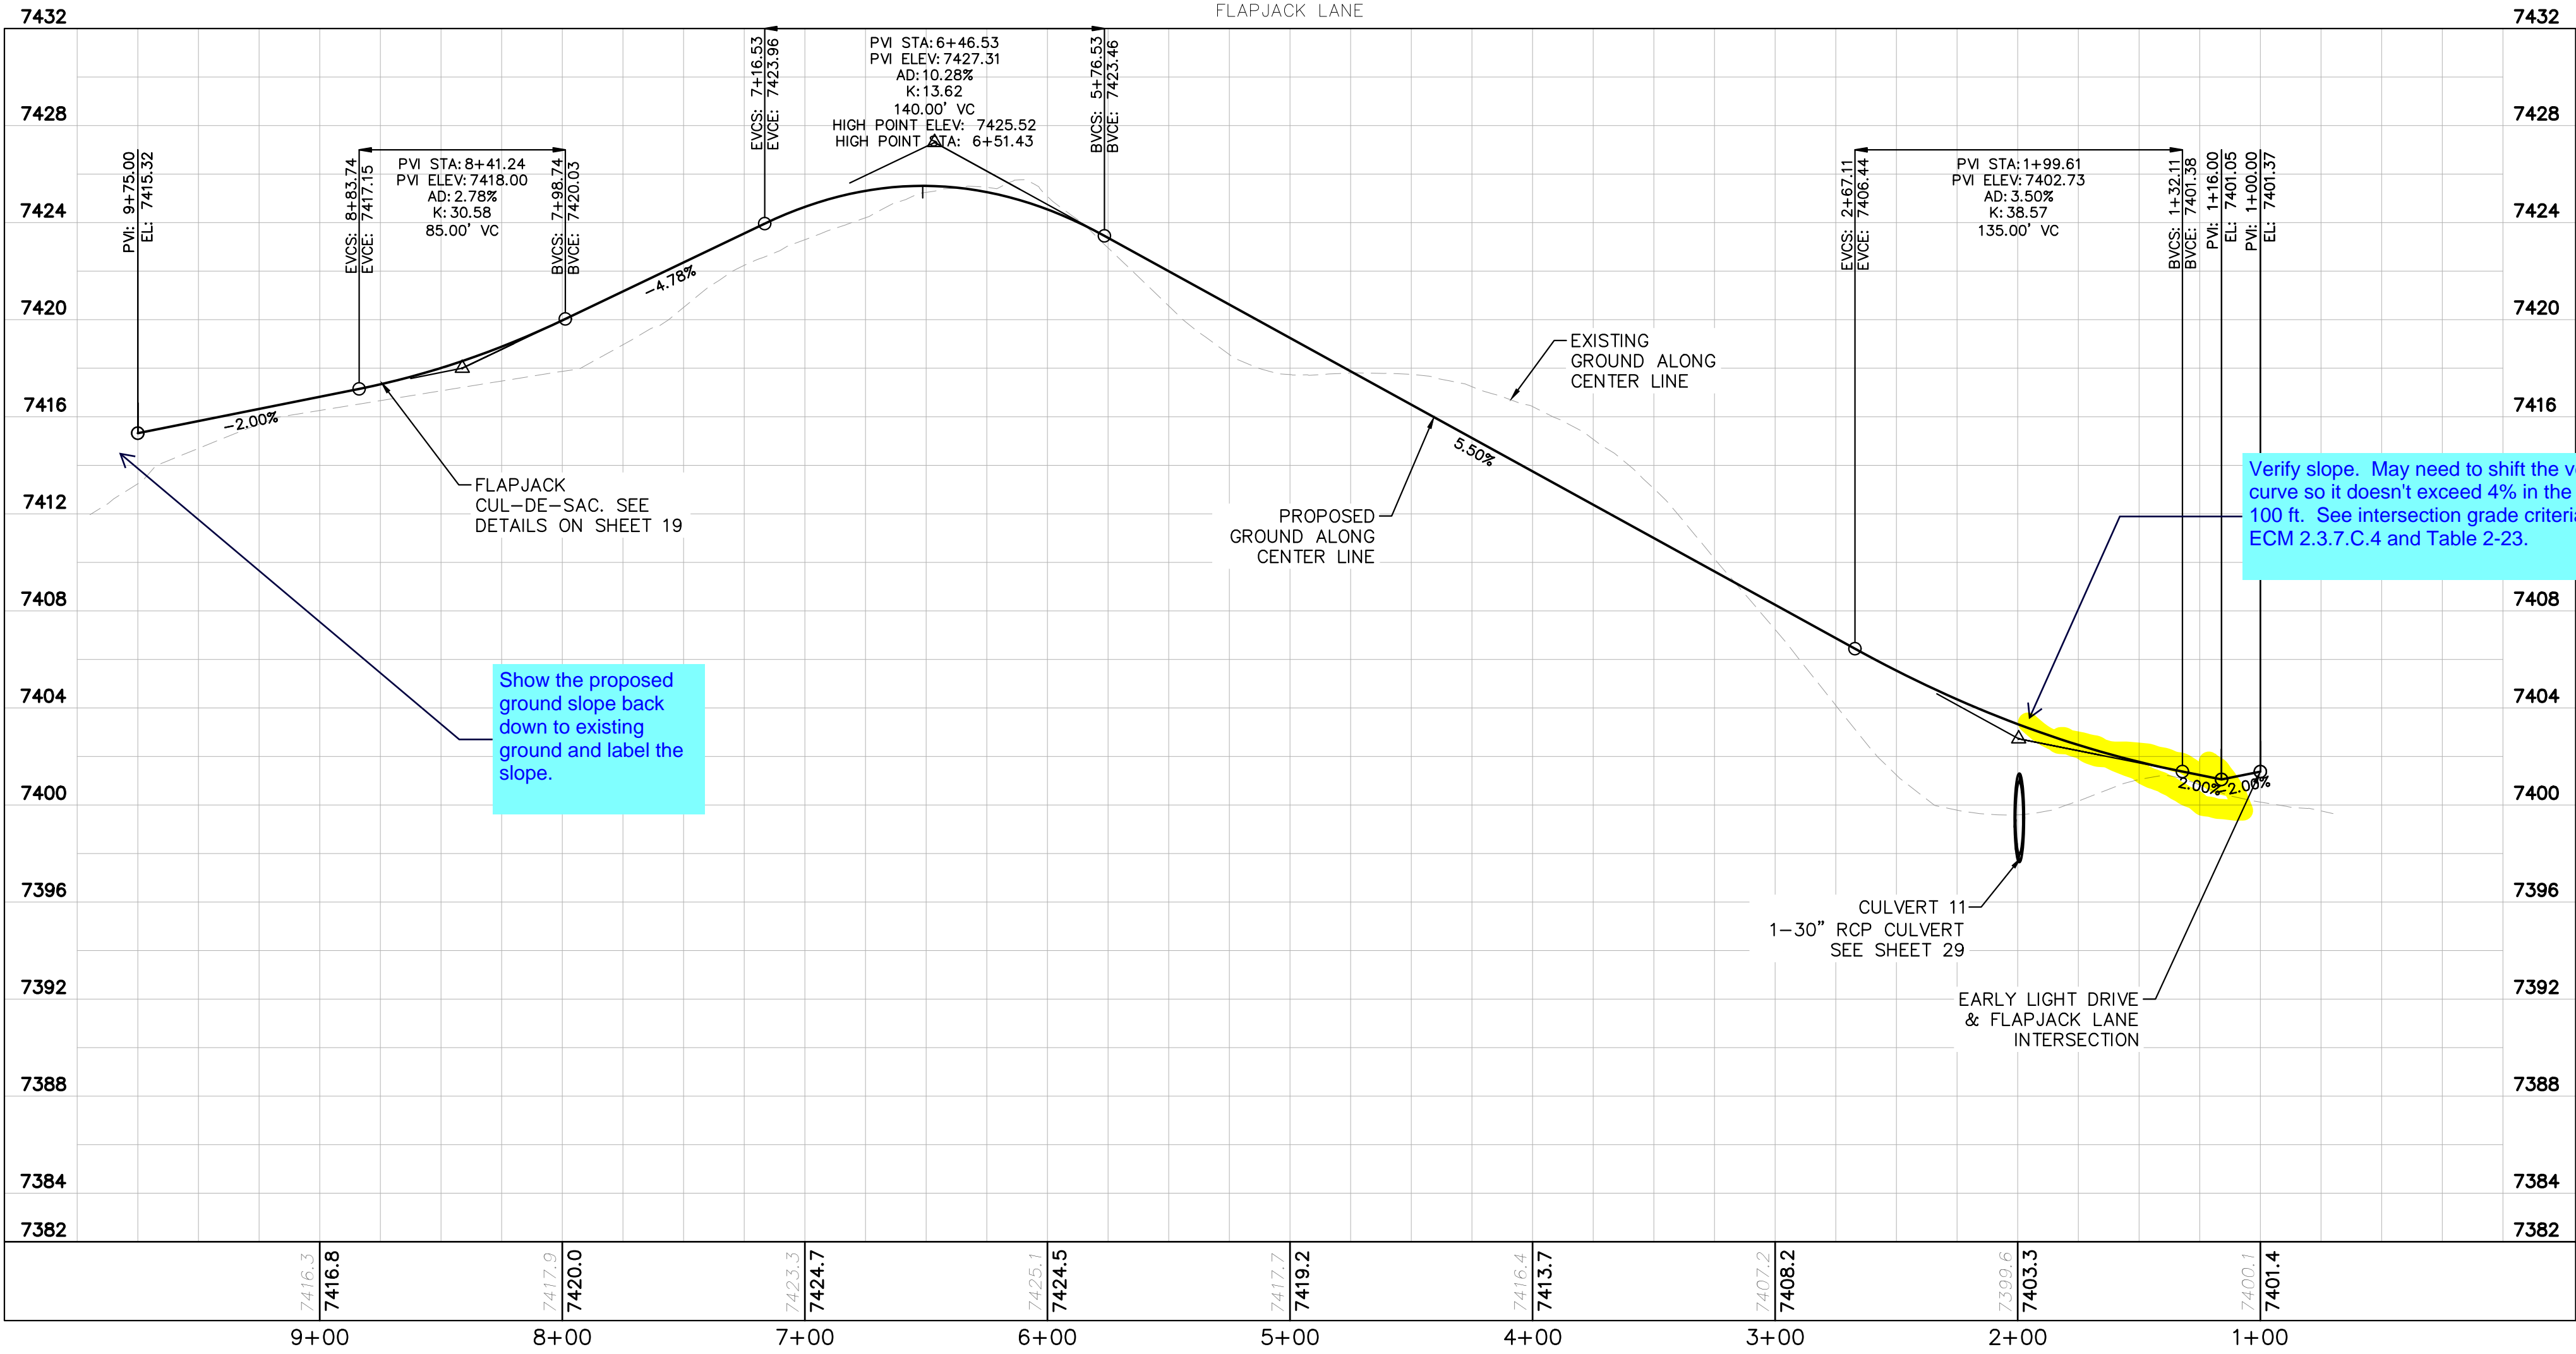 FLAPJACK LANE
7432
7432
7428
7428
7424
7424
7420
7420
7416
7416
7412
7408
7408
7404
7404
7400
7400
7396
7396
7392
7392
7388
7388
7384
7384
7382
7382
PVI: 9+75.00
EL: 7415.32
EVCS: 8+83.74
EVCE: 7417.15
PVI STA:8+41.24
PVI ELEV:7418.00
AD:2.78%
K:30.58
85.00' VC
BVCS: 7+98.74
BVCE: 7420.03
EVCS: 7+16.53
EVCE: 7423.96
PVI STA:6+46.53
PVI ELEV:7427.31
AD:10.28%
K:13.62
140.00' VC
HIGH POINT ELEV: 7425.52
HIGH POINT STA: 6+51.43
BVCS: 5+76.53
BVCE: 7423.46
EVCS: 2+67.11
EVCE: 7406.44
PVI STA:1+99.61
PVI ELEV:7402.73
AD:3.50%
K:38.57
135.00' VC
BVCS: 1+32.11
BVCE: 7401.38
PVI: 1+16.00
EL: 7401.05
PVI: 1+00.00
EL: 7401.37
-2.00%
-4.78%
5.50%
2.00%
-2.00%
EXISTING
GROUND ALONG
CENTER LINE
FLAPJACK
CUL-DE-SAC. SEE
DETAILS ON SHEET 19
PROPOSED
GROUND ALONG
CENTER LINE
Verify slope. May need to shift the
curve so it doesn't exceed 4% in the
100 ft. See intersection grade
ECM 2.3.7.C.4 and Table 2-23.
Show the proposed
ground slope back
down to existing
ground and label the
slope.
CULVERT 11
1-30" RCP CULVERT
SEE SHEET 29
EARLY LIGHT DRIVE
& FLAPJACK LANE
INTERSECTION
7416.3
7416.8
7417.9
7420.0
7423.3
7424.7
7425.1
7424.5
7417.7
7419.2
7416.4
7413.7
7407.2
7408.2
7399.6
7403.3
7400.1
7401.4
9+00
8+00
7+00
6+00
5+00
4+00
3+00
2+00
1+00